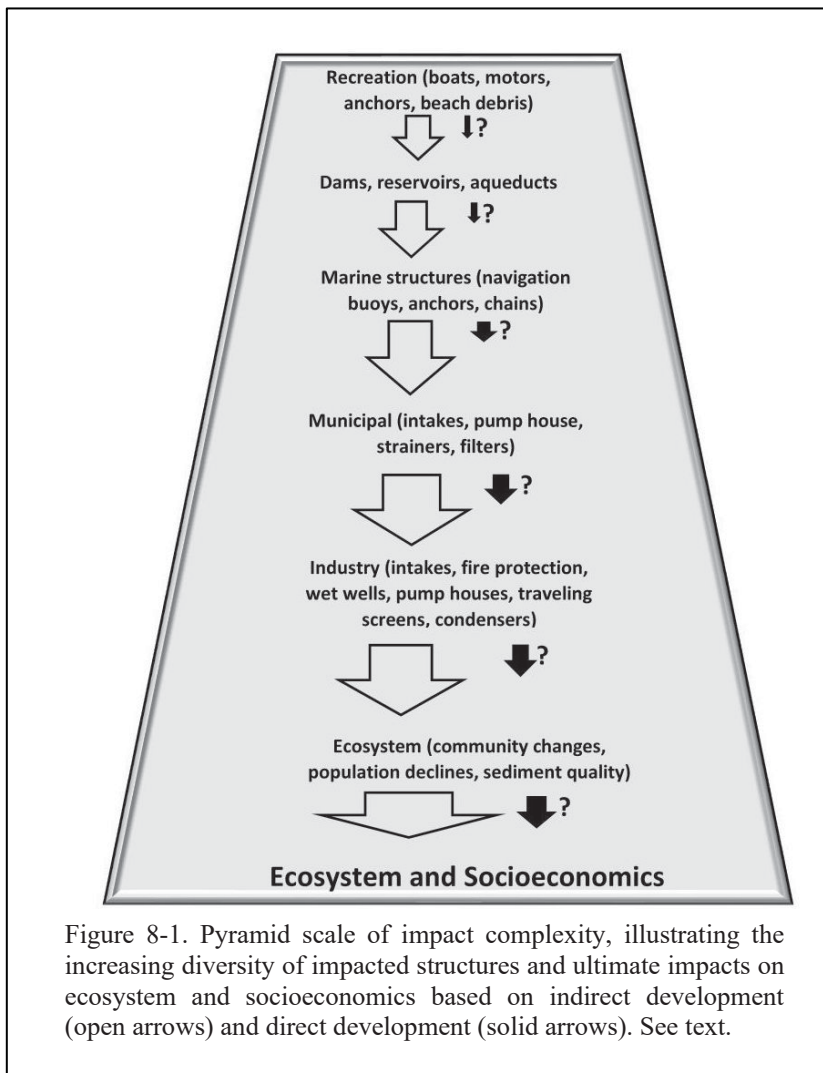 Recreation (boats, motors,
anchors, beach debris)
?
Dams, reservoirs, aqueducts
?
Marine structures (navigation
buoys, anchors, chains)
?
Municipal (intakes, pump house,
strainers, filters)
?
Industry (intakes, fire protection,
wet wells, pump houses, traveling
screens, condensers)
?
Ecosystem (community changes,
population declines, sediment quality)
?
Ecosystem and Socioeconomics
Figure 8-1. Pyramid scale of impact complexity, illustrating the
increasing diversity of impacted structures and ultimate impacts on
ecosystem and socioeconomics based on indirect development
(open arrows) and direct development (solid arrows). See text.